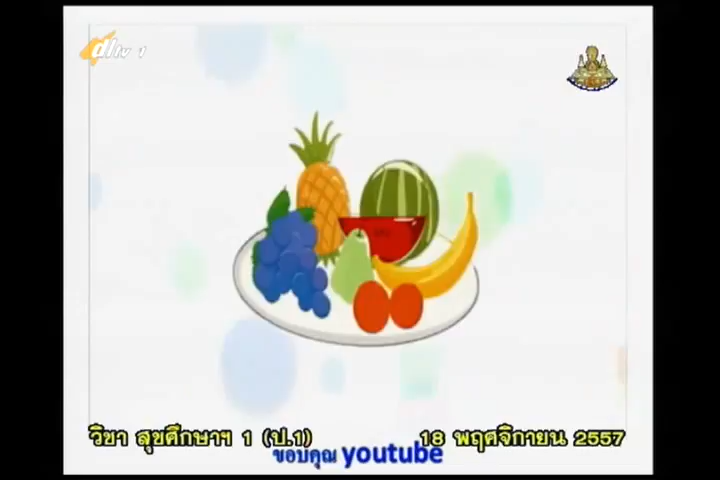 dltv 1
วิชา สุขศึกษาฯ 1 (ป.1) 18 พฤศจิกายน 2557
ขอบคุณ youtube